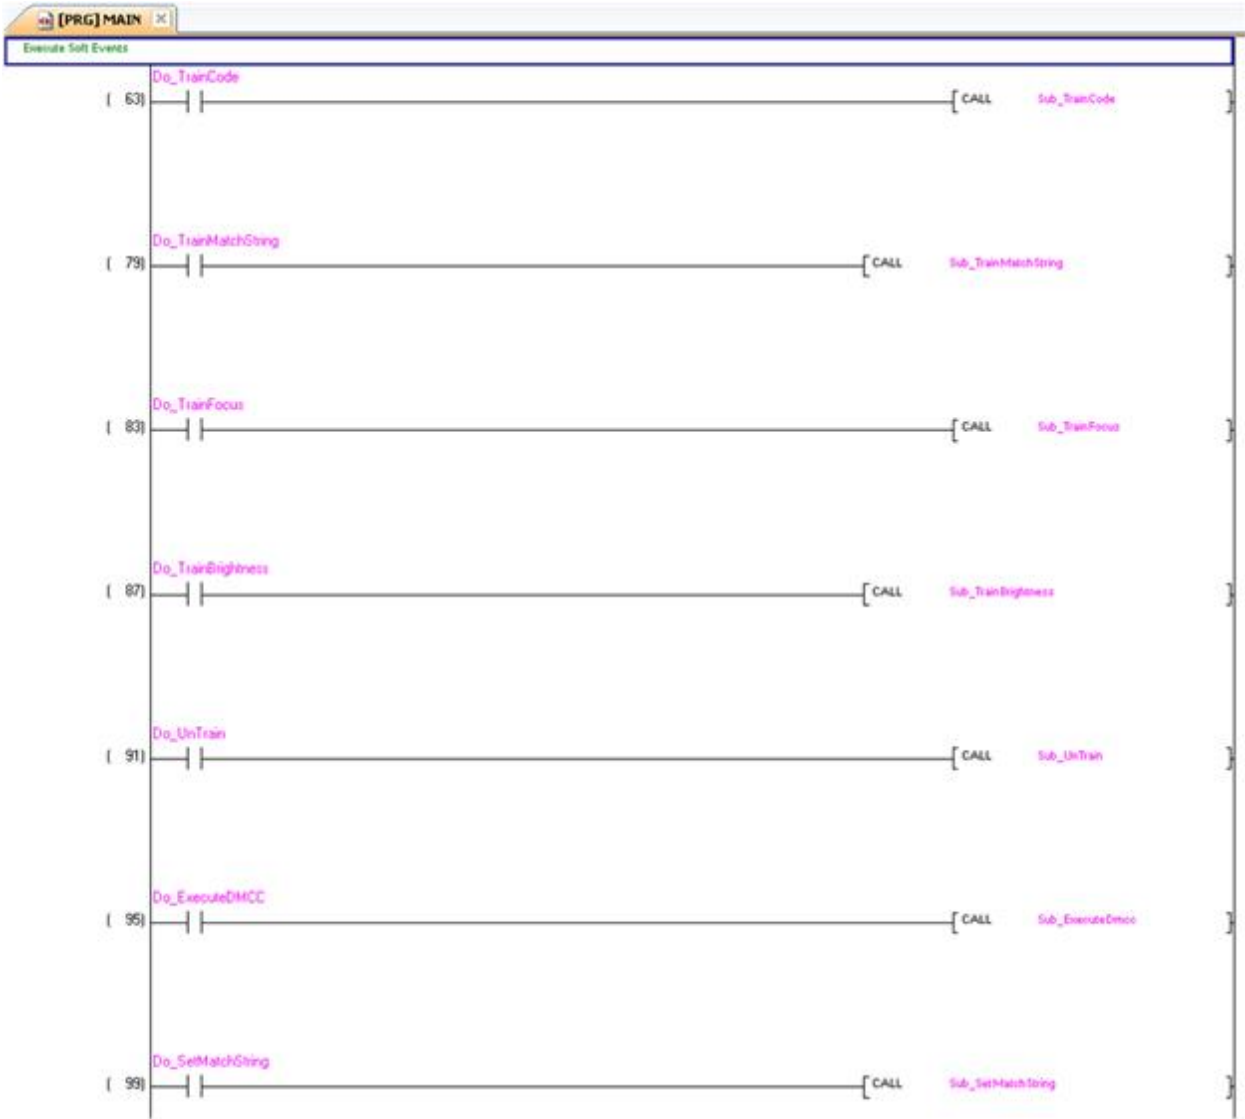 [PRG] MAIN
Execute Soft Events
Do_TrainCode
( 63) CALL Sub_TrainCode
Do_TrainMatchString
( 79) CALL Sub_TrainMatchString
Do_TrainFocus
( 83) CALL Sub_TrainFocus
Do_TrainBrightness
( 87) CALL Sub_TrainBrightness
Do_UnTrain
( 91) CALL Sub_UnTrain
Do_ExecuteDMCC
( 95) CALL Sub_ExecuteDmcc
Do_SetMatchString
( 99) CALL Sub_SetMatchString